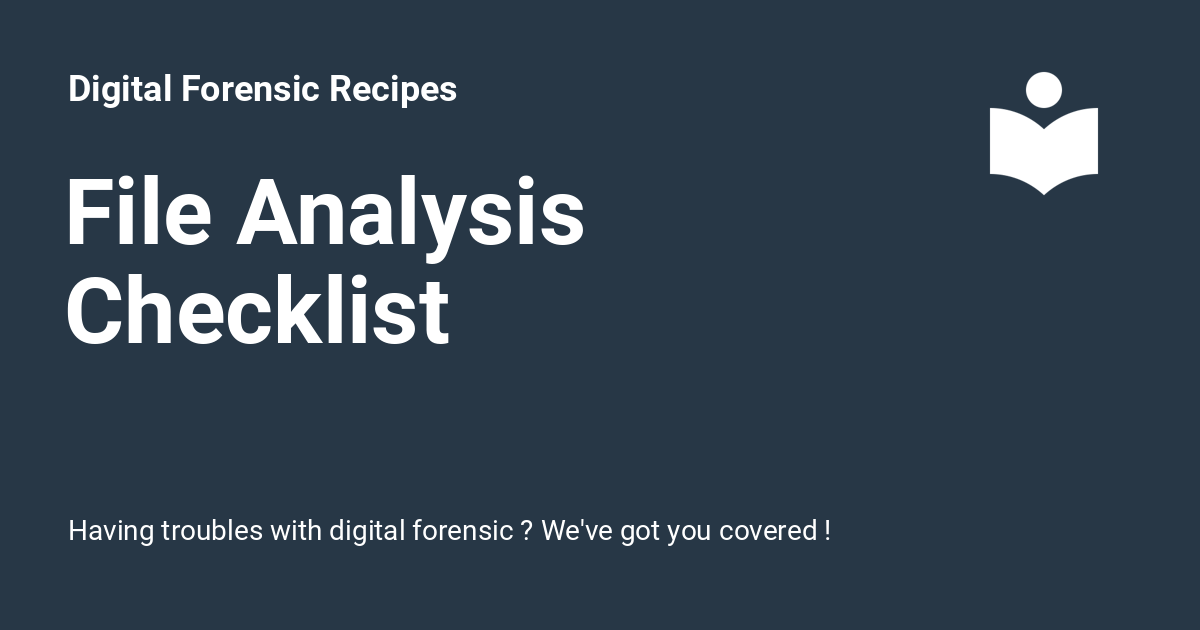 Digital Forensic Recipes
File Analysis
Checklist
Having troubles with digital forensic ? We've got you covered !